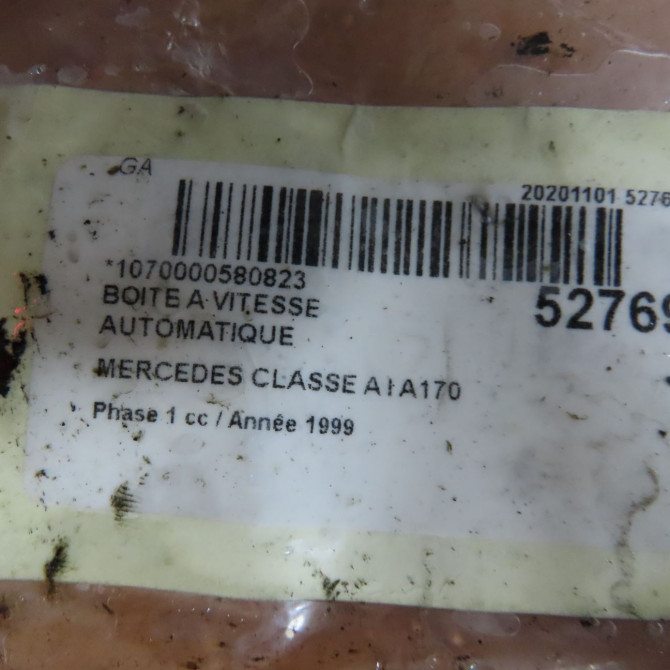 GA
20201101 5276
*1070000580823
BOITE A VITESSE
52769
AUTOMATIQUE
MERCEDES CLASSE A I A170
Phase 1 cc / Année 1999